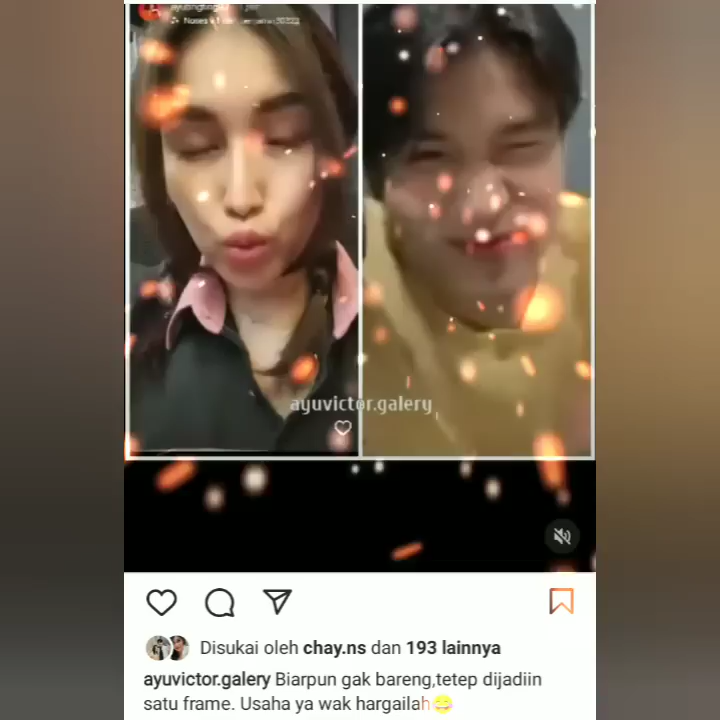 ayuvictor.galery
Disukai oleh chay.ns dan 193 lainnya
ayuvictor.galery Biarpun gak bareng,tetep dijadiin
satu frame. Usaha ya wak hargailah😄